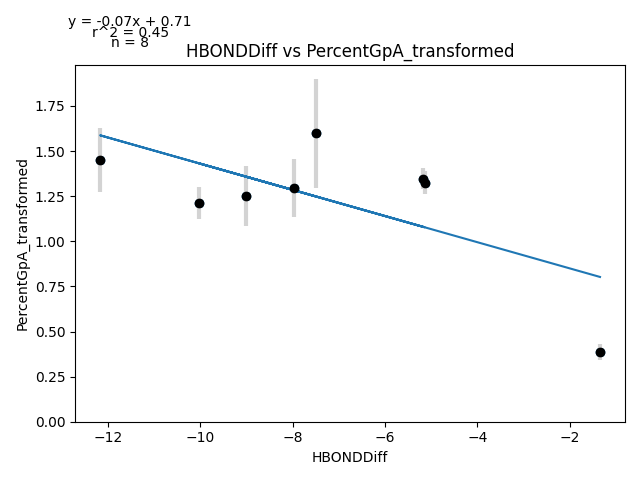 y = -0.07x + 0.71
r^2 = 0.45
n = 8
HBONDDiff vs PercentGpA_transformed
PercentGpA_transformed
1.75
1.50
1.25
1.00
0.75
0.50
0.25
0.00
−12
−10
−8
−6
−4
−2
HBONDDiff